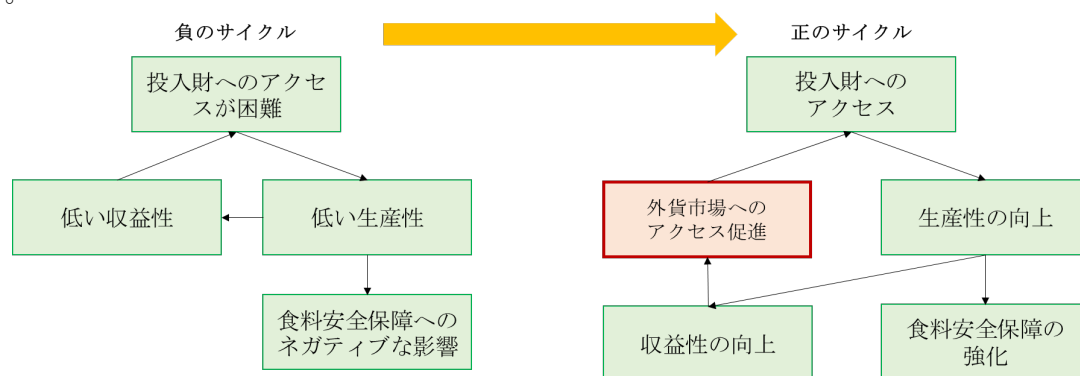 。
負のサイクル
正のサイクル
投入財へのアクセ
スが困難
投入財への
アクセス
低い収益性
低い生産性
外貨市場への
アクセス促進
生産性の向上
食料安全保障への
ネガティブな影響
収益性の向上
食料安全保障の
強化